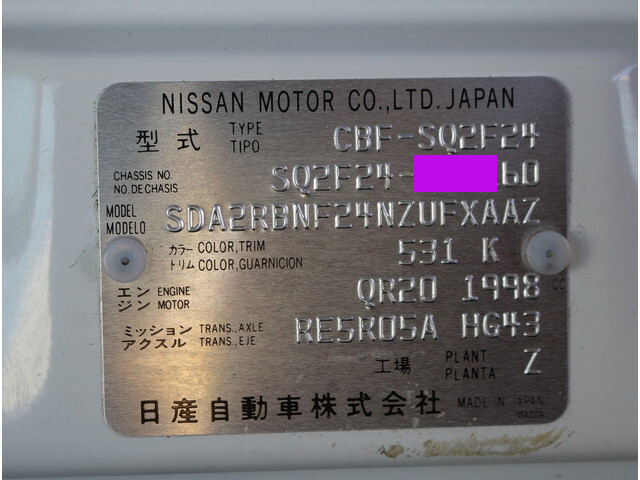 NISSAN MOTOR CO.,LTD. JAPAN
型式 TYPE TIPO CBF-SQ2F24
CHASSIS NO. NO. DE CHASIS SQ2F24- 60
MODEL MODELO SDA2RBNF24NZUFXAAZ
カラー COLOR,TRIM
トリム COLOR,GUARNICION 531 K
エンジン ENGINE MOTOR QR20 1998 CC
ミッション TRANS.,AXLE
アクスル TRANS.,EJE RE5R05A HG43
工場 PLANT PLANTA Z
日産自動車株式会社 MADE IN JAPAN